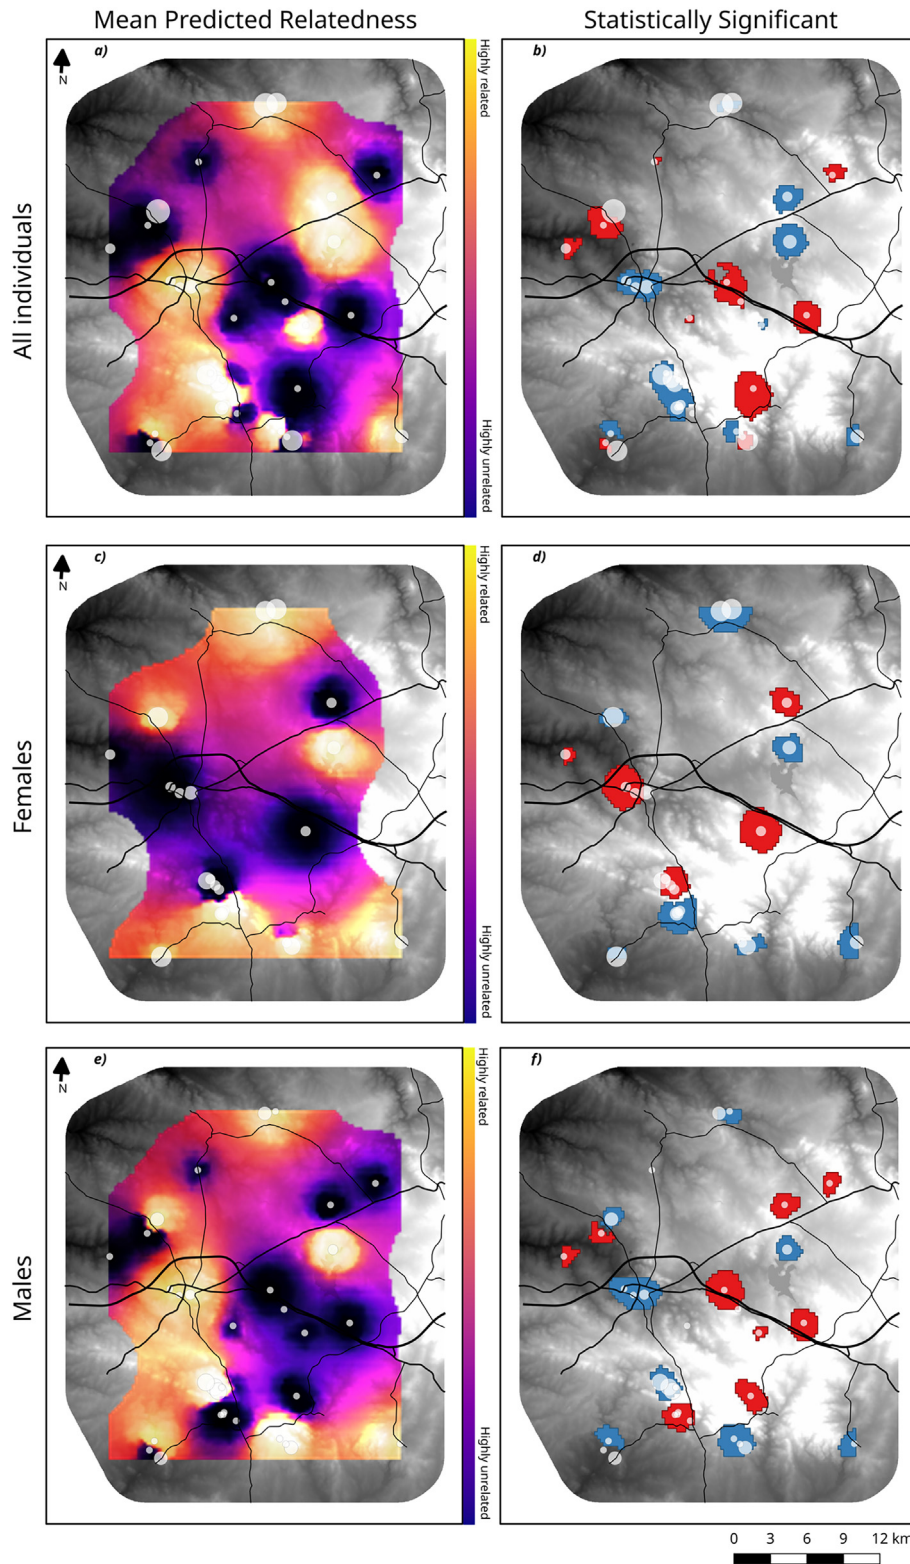 Mean Predicted Relatedness
Statistically Significant
All individuals
a)
N
Highly related
Highly unrelated
b)
Females
c)
N
Highly related
Highly unrelated
d)
Males
e)
N
Highly related
Highly unrelated
f)
0 3 6 9 12 km